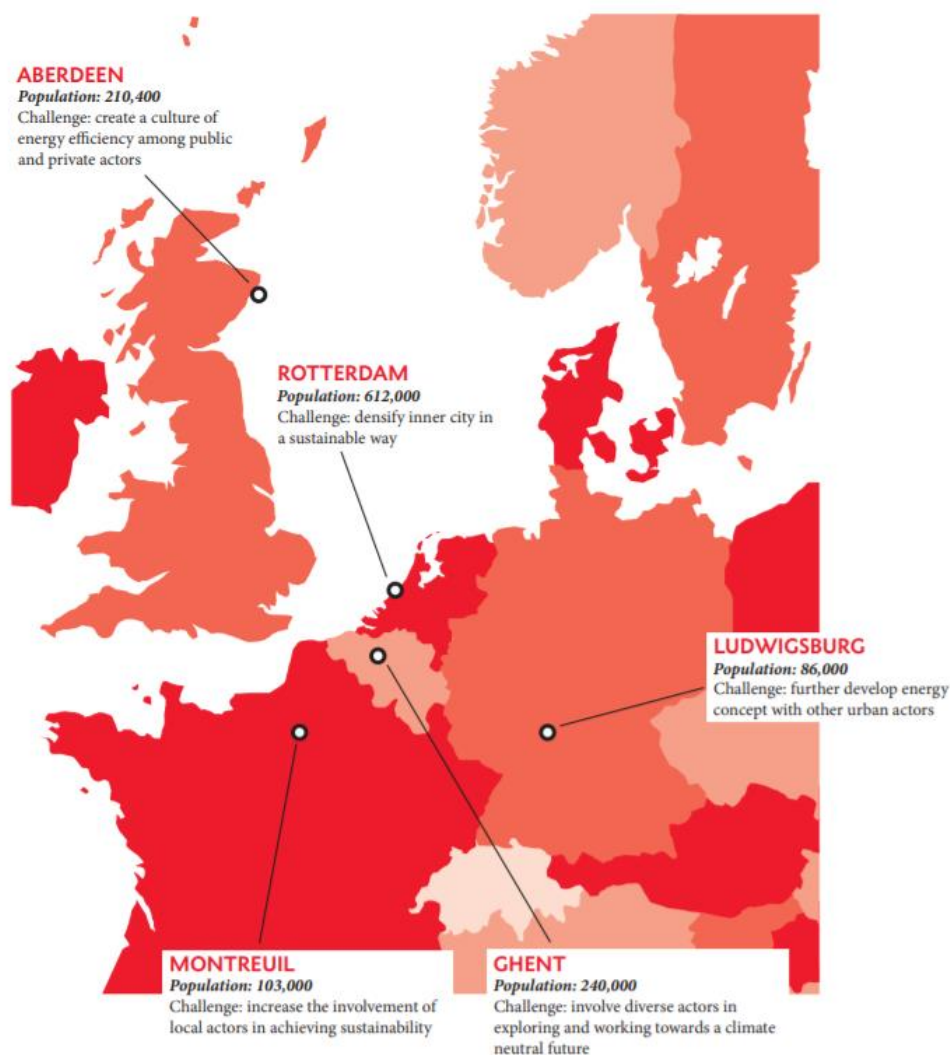 ABERDEEN
Population: 210,400
Challenge: create a culture of
energy efficiency among public
and private actors
ROTTERDAM
Population: 612,000
Challenge: densify inner city in
a sustainable way
LUDWIGSBURG
Population: 86,000
Challenge: further develop energy
concept with other urban actors
MONTREUIL
Population: 103,000
Challenge: increase the involvement of
local actors in achieving sustainability
GHENT
Population: 240,000
Challenge: involve diverse actors in
exploring and working towards a climate
neutral future